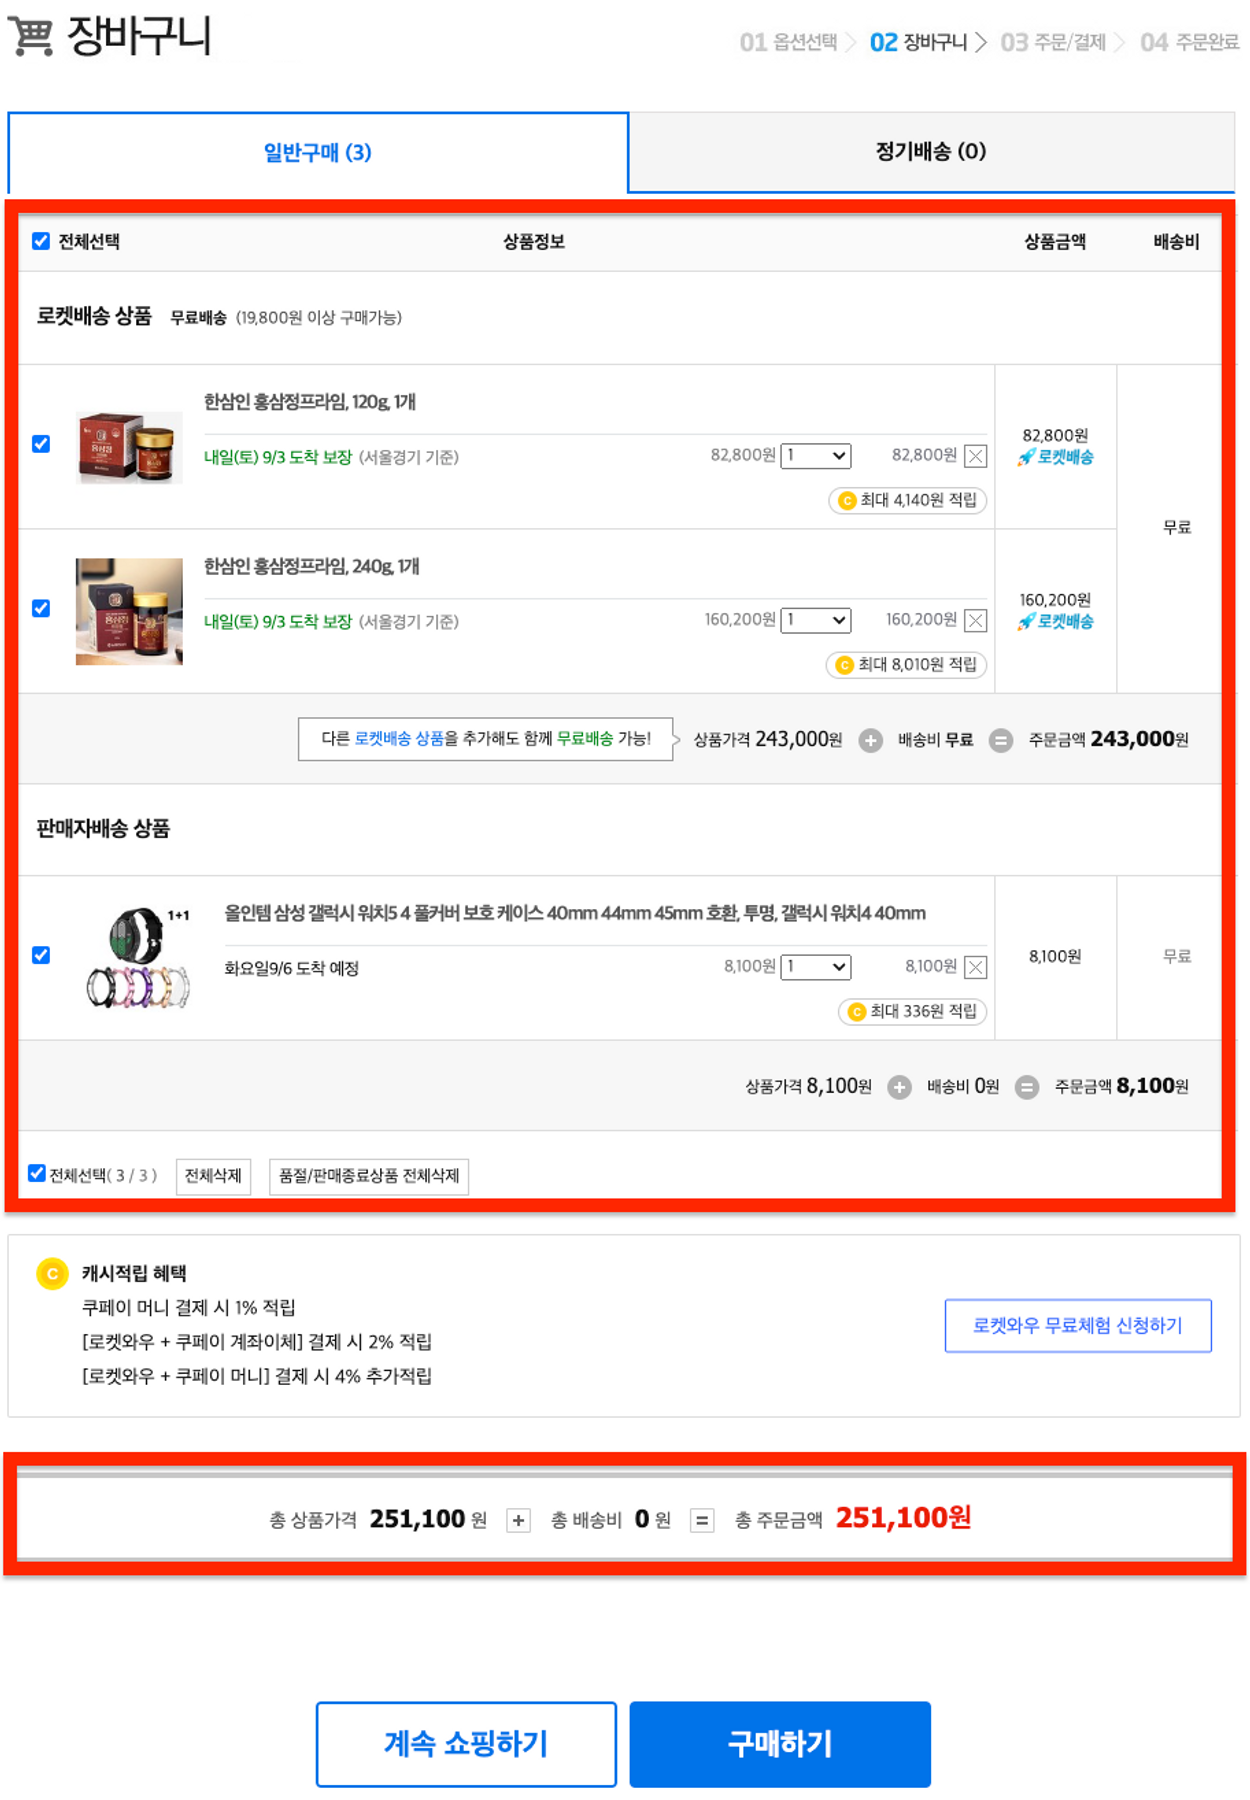 장바구니
01 옵션선택 02 장바구니 03 주문/결제 04 주문완료
일반구매 (3)
정기배송 (0)
전체선택 상품정보 상품금액 배송비
로켓배송 상품 무료배송 (19,800원 이상 구매가능)
한삼인 홍삼정프라임, 120g, 1개
내일(토) 9/3 도착 보장 (서울경기 기준) 82,800원 1 82,800원
C 최대 4,140원 적립
82,800원
로켓배송
한삼인 홍삼정프라임, 240g, 1개
내일(토) 9/3 도착 보장 (서울경기 기준) 160,200원 1 160,200원
C 최대 8,010원 적립
160,200원
로켓배송
무료
다른 로켓배송 상품을 추가해도 함께 무료배송 가능! 상품가격 243,000원 + 배송비 무료 = 주문금액 243,000원
판매자배송 상품
1+1
올인템 삼성 갤럭시 워치5 4 풀커버 보호 케이스 40mm 44mm 45mm 호환, 투명, 갤럭시 워치4 40mm
화요일9/6 도착 예정 8,100원 1 8,100원
C 최대 336원 적립
8,100원
무료
상품가격 8,100원 + 배송비 0원 = 주문금액 8,100원
전체선택( 3 / 3 ) 전체삭제 품절/판매종료상품 전체삭제
C 캐시적립 혜택
쿠페이 머니 결제 시 1% 적립
[로켓와우 + 쿠페이 계좌이체] 결제 시 2% 적립
[로켓와우 + 쿠페이 머니] 결제 시 4% 추가적립
로켓와우 무료체험 신청하기
총 상품가격 251,100 원 + 총 배송비 0 원 = 총 주문금액 251,100원
계속 쇼핑하기
구매하기